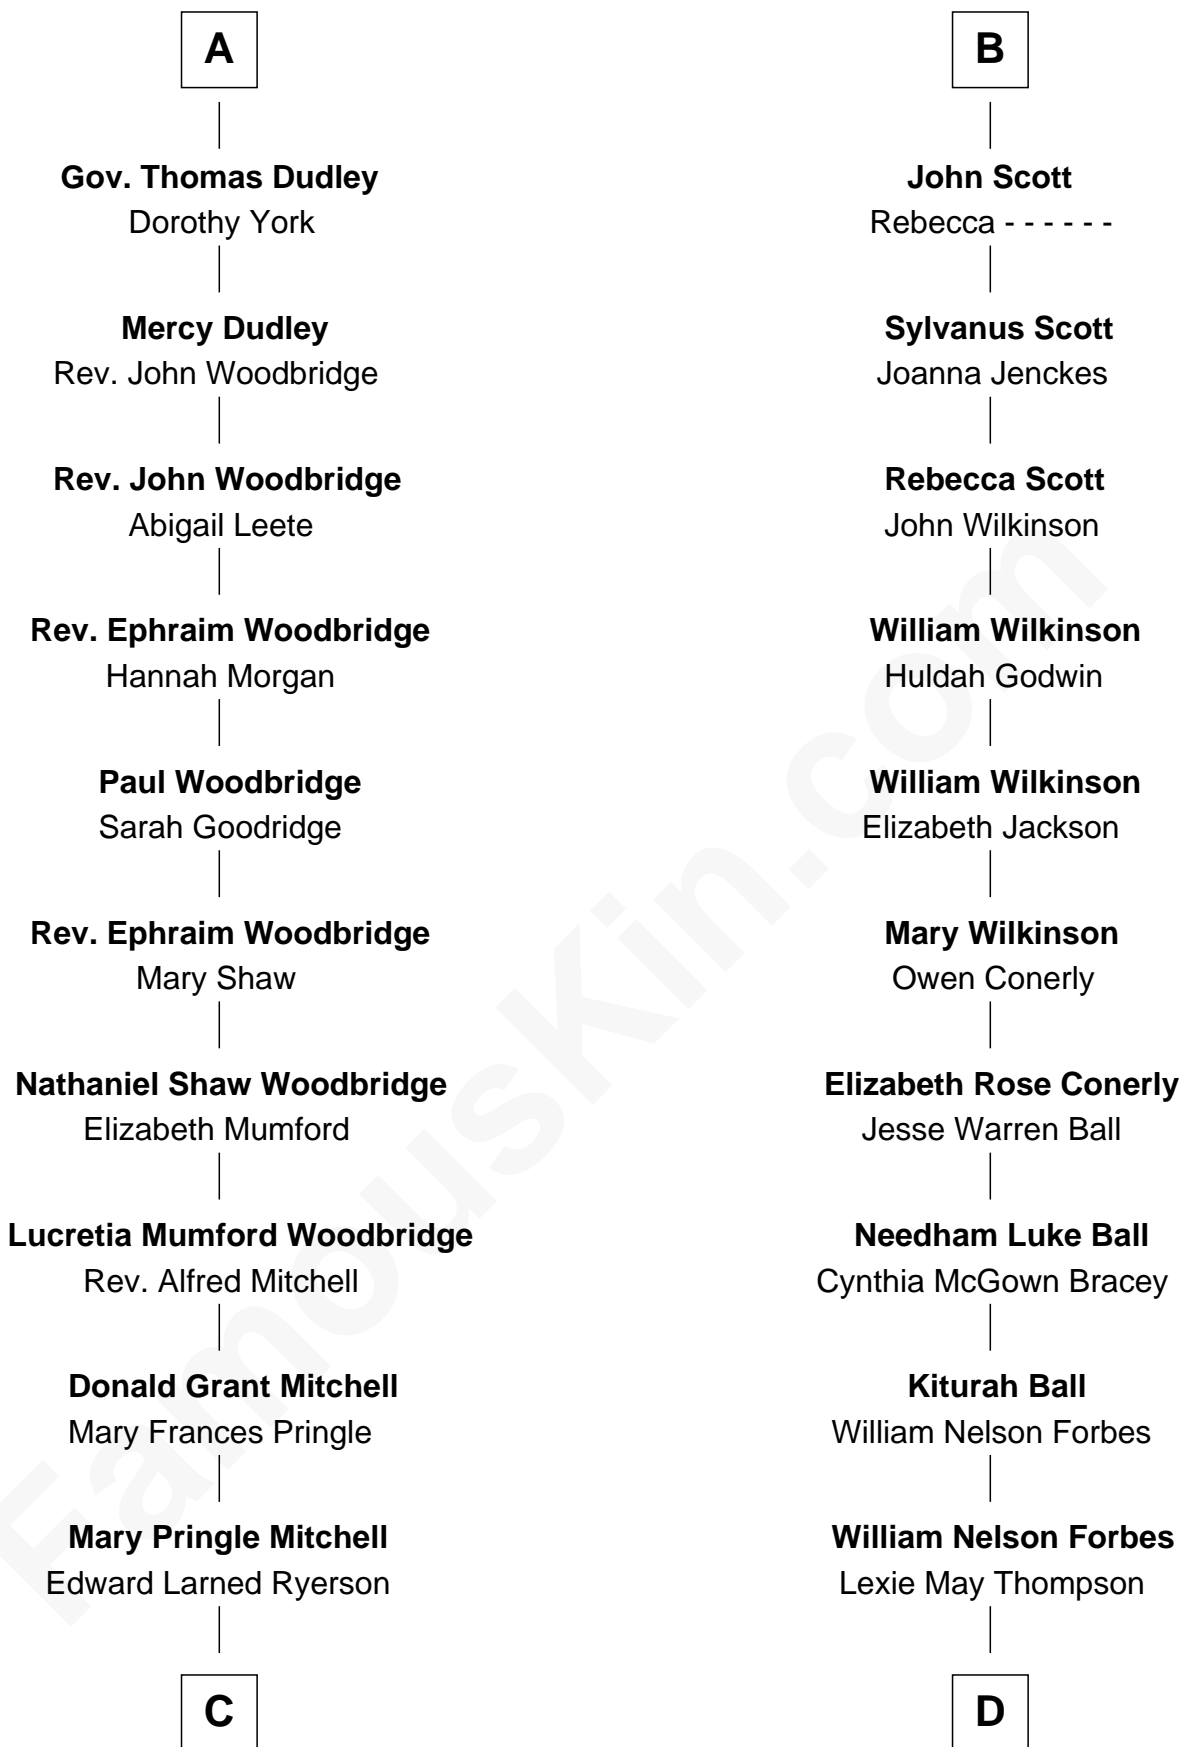 A
Gov. Thomas Dudley
Dorothy York
Mercy Dudley
Rev. John Woodbridge
Rev. John Woodbridge
Abigail Leete
Rev. Ephraim Woodbridge
Hannah Morgan
Paul Woodbridge
Sarah Goodridge
Rev. Ephraim Woodbridge
Mary Shaw
Nathaniel Shaw Woodbridge
Elizabeth Mumford
Lucretia Mumford Woodbridge
Rev. Alfred Mitchell
Donald Grant Mitchell
Mary Frances Pringle
Mary Pringle Mitchell
Edward Larned Ryerson
C
B
John Scott
Rebecca - - - - - -
Sylvanus Scott
Joanna Jenckes
Rebecca Scott
John Wilkinson
William Wilkinson
Huldah Godwin
William Wilkinson
Elizabeth Jackson
Mary Wilkinson
Owen Conerly
Elizabeth Rose Conerly
Jesse Warren Ball
Needham Luke Ball
Cynthia McGown Bracey
Kiturah Ball
William Nelson Forbes
William Nelson Forbes
Lexie May Thompson
D
FamousKin.com